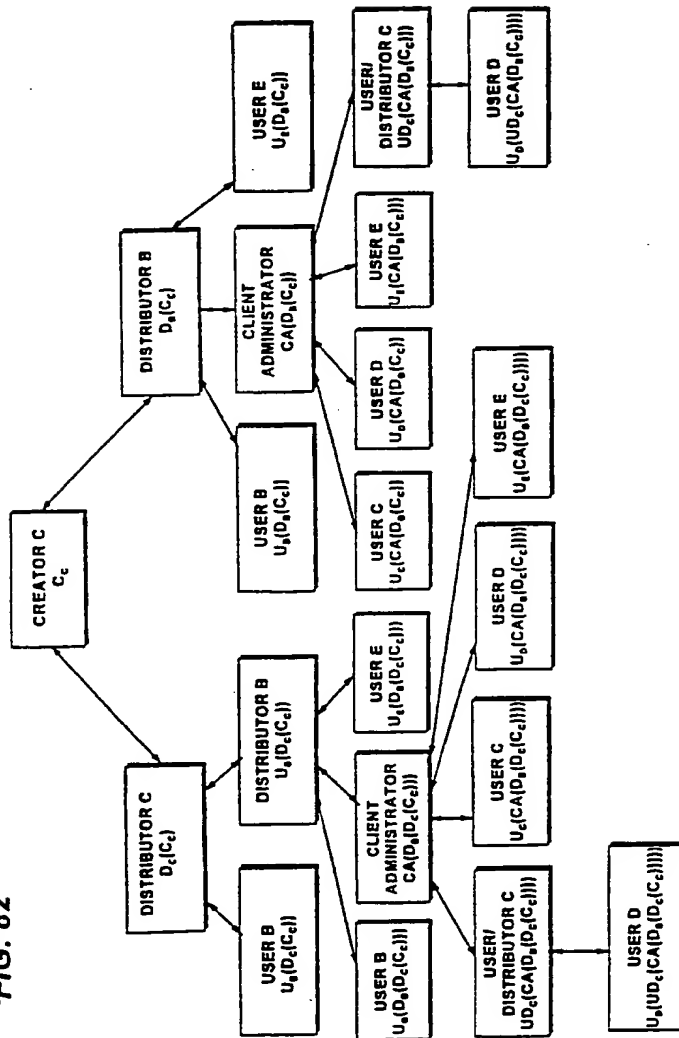 FIG. 82
CREATOR C
C_C
DISTRIBUTOR C
D_C(C_C)
DISTRIBUTOR B
D_B(C_C)
USER B
U_B(D_C(C_C))
DISTRIBUTOR B
U_B(D_C(C_C))
USER B
U_B(D_B(C_C))
CLIENT
ADMINISTRATOR
CA(D_B(C_C))
USER E
U_E(D_B(C_C))
USER B
U_B(D_B(D_C(C_C)))
CLIENT
ADMINISTRATOR
CA(D_B(D_C(C_C)))
USER E
U_E(D_B(D_C(C_C)))
USER C
U_C(CA(D_B(C_C))
USER D
U_D(CA(D_B(C_C))
USER E
U_E(CA(D_B(C_C)))
USER/
DISTRIBUTOR C
UD_C(CA(D_B(C_C)))
USER/
DISTRIBUTOR C
UD_C(CA(D_B(D_C(C_C))))
USER C
U_C(CA(D_B(D_C(C_C))))
USER D
U_D(CA(D_B(D_C(C_C))))
USER E
U_E(CA(D_B(D_C(C_C))))
USER D
U_D(UD_C(CA(D_B(C_C))))
USER D
U_D(UD_C(CA(D_B(D_C(C_C)))))